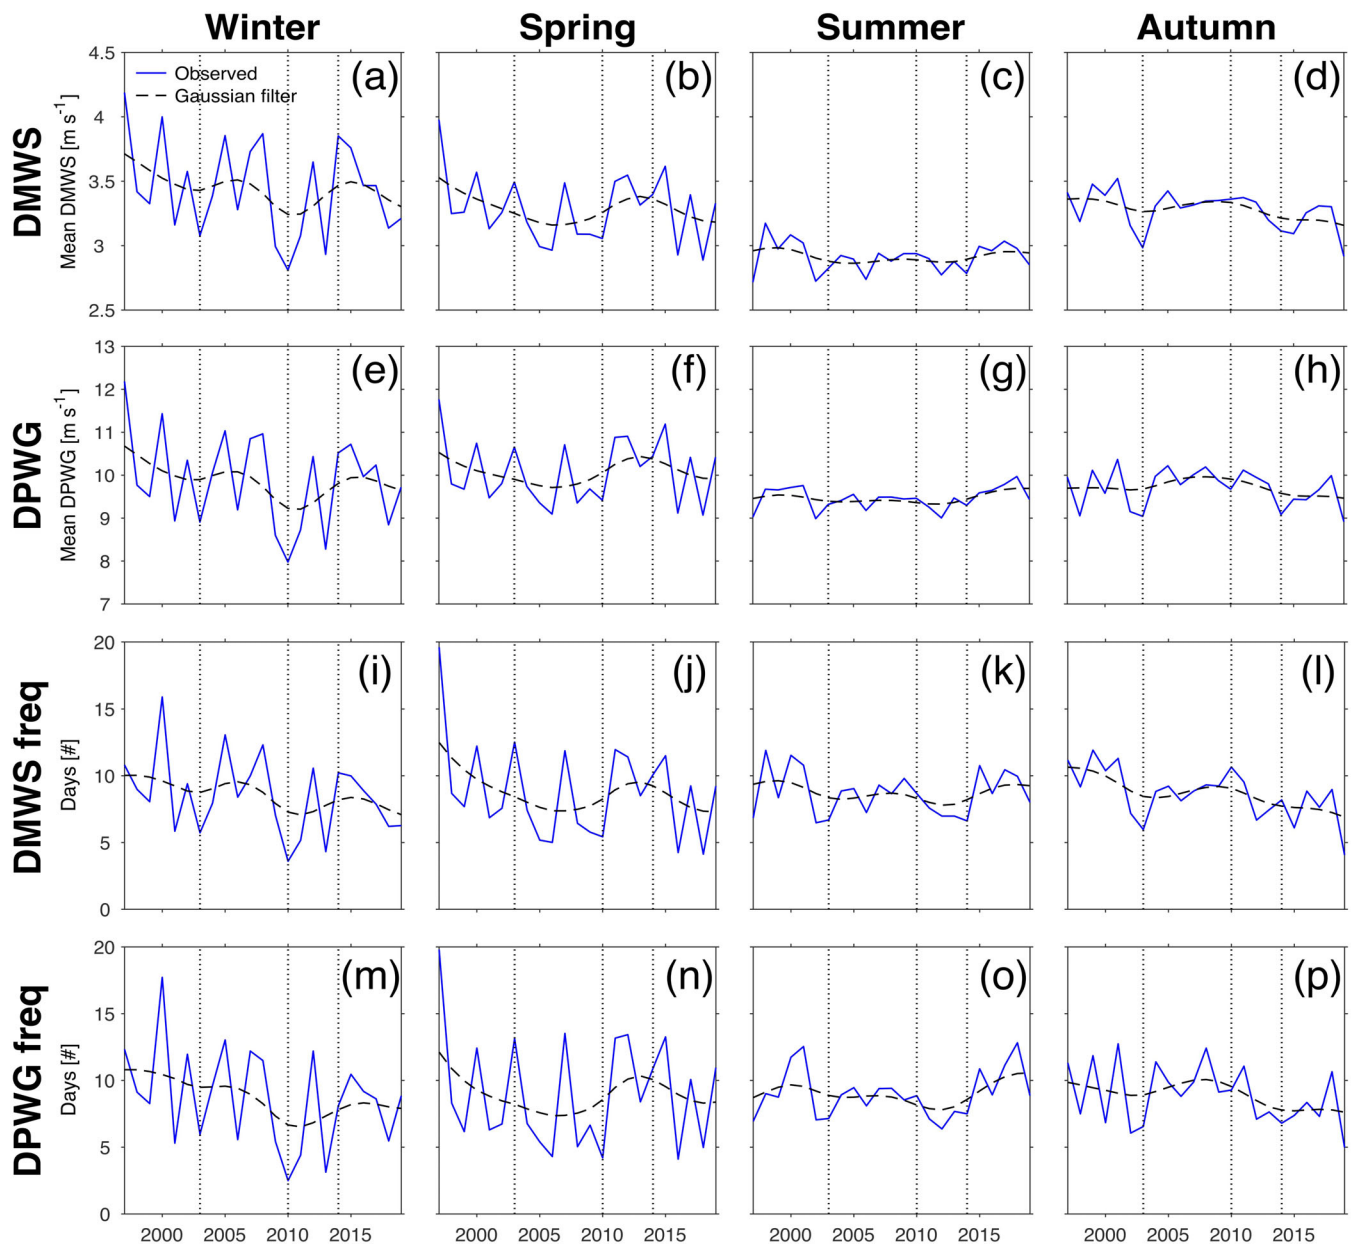 Winter Spring Summer Autumn
DMWS
Mean DMWS [m s-1]
4.5
4
3.5
3
2.5
Observed
Gaussian filter
(a) (b) (c) (d)
DPWG
Mean DPWG [m s-1]
13
12
11
10
9
8
7
(e) (f) (g) (h)
DMWS freq
Days [#]
20
15
10
5
0
(i) (j) (k) (l)
DPWG freq
Days [#]
20
15
10
5
0
(m) (n) (o) (p)
2000 2005 2010 2015 2000 2005 2010 2015 2000 2005 2010 2015 2000 2005 2010 2015